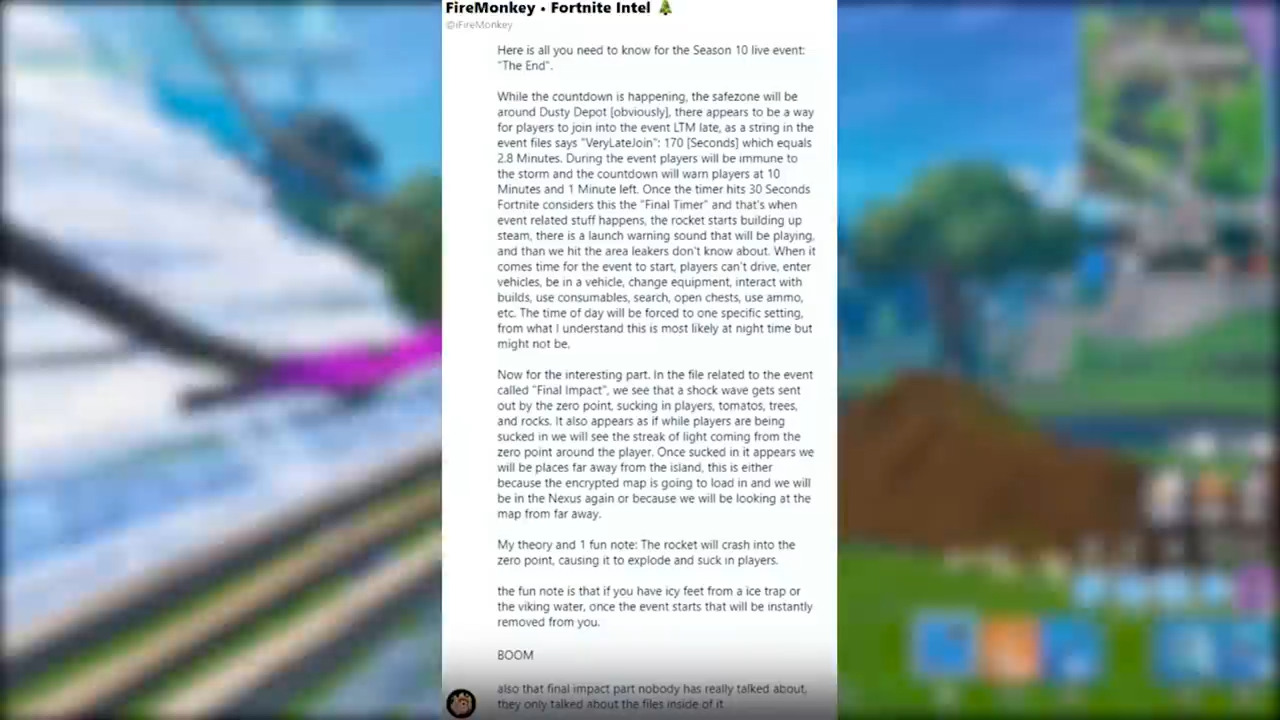 FireMonkey • Fortnite Intel 🌲
@iFireMonkey
Here is all you need to know for the Season 10 live event:
"The End".
While the countdown is happening, the safezone will be
around Dusty Depot [obviously], there appears to be a way
for players to join into the event LTM late, as a string in the
event files says "VeryLateJoin": 170 [Seconds] which equals
2.8 Minutes. During the event players will be immune to
the storm and the countdown will warn players at 10
Minutes and 1 Minute left. Once the timer hits 30 Seconds
Fortnite considers this the "Final Timer" and that's when
event related stuff happens, the rocket starts building up
steam, there is a launch warning sound that will be playing,
and than we hit the area leakers don't know about. When it
comes time for the event to start, players can't drive, enter
vehicles, be in a vehicle, change equipment, interact with
builds, use consumables, search, open chests, use ammo,
etc. The time of day will be forced to one specific setting,
from what I understand this is most likely at night time but
might not be.
Now for the interesting part. In the file related to the event
called "Final Impact", we see that a shock wave gets sent
out by the zero point, sucking in players, tomatos, trees,
and rocks. It also appears as if while players are being
sucked in we will see the streak of light coming from the
zero point around the player. Once sucked in it appears we
will be places far away from the island, this is either
because the encrypted map is going to load in and we will
be in the Nexus again or because we will be looking at the
map from far away.
My theory and 1 fun note: The rocket will crash into the
zero point, causing it to explode and suck in players.
the fun note is that if you have icy feet from a ice trap or
the viking water, once the event starts that will be instantly
removed from you.
BOOM
also that final impact part nobody has really talked about,
they only talked about the files inside of it